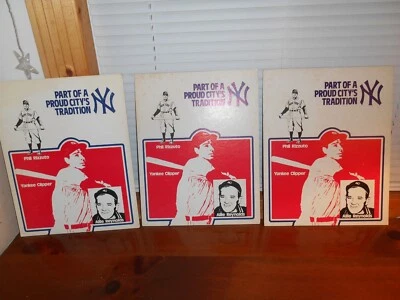 PART OF A
PROUD CITY'S
TRADITION
NY
Phil Rizzuto
Yankee Clipper
Allie Reynolds
PART OF A
PROUD CITY'S
TRADITION
NY
Phil Rizzuto
Yankee Clipper
Allie Reynolds
PART OF A
PROUD CITY'S
TRADITION
NY
Phil Rizzuto
Yankee Clipper
Allie Reynolds